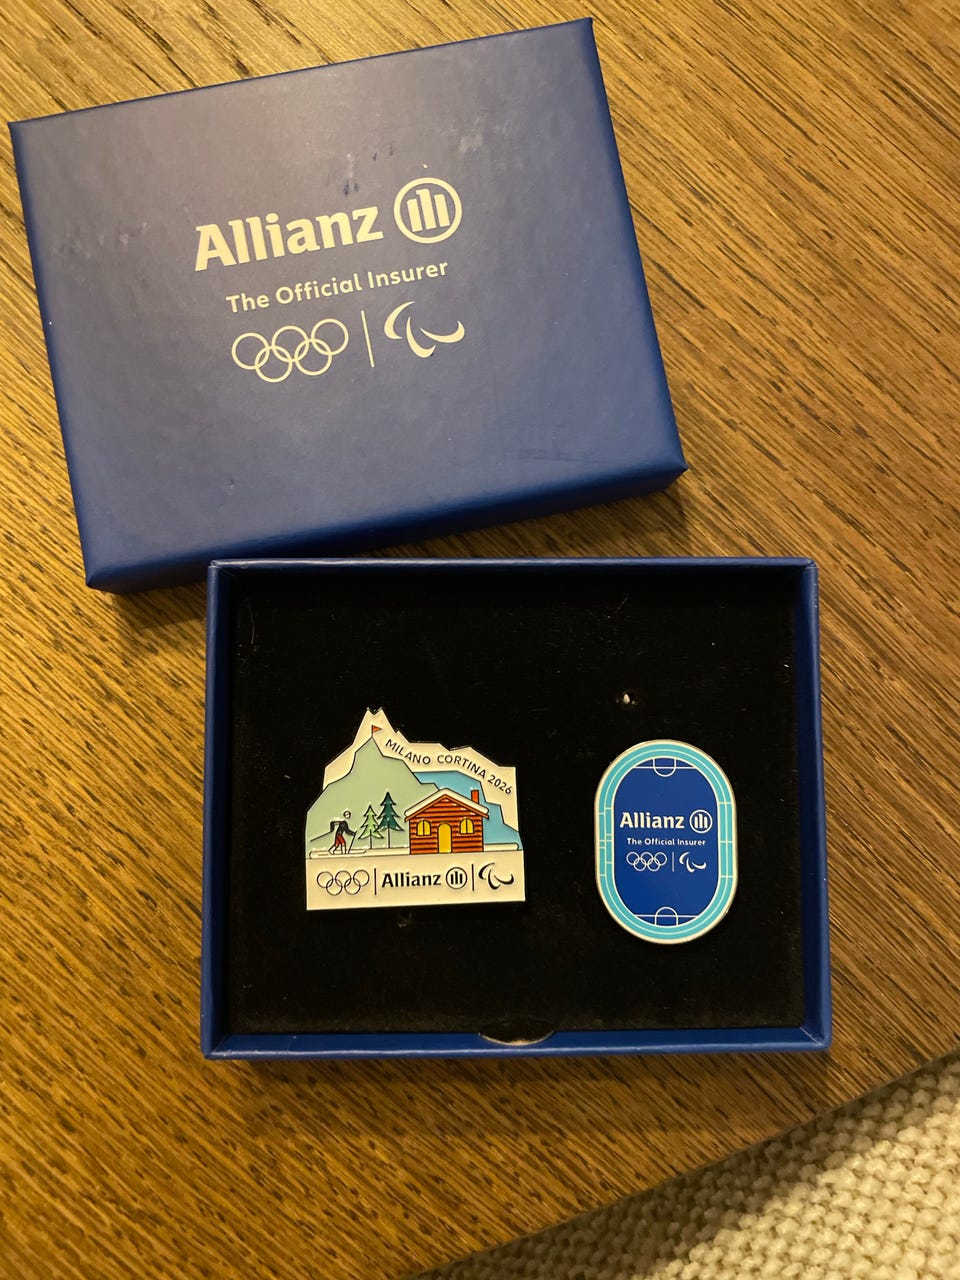 Allianz
The Official Insurer
MILANO CORTINA 2026
Allianz
Allianz
The Official Insurer